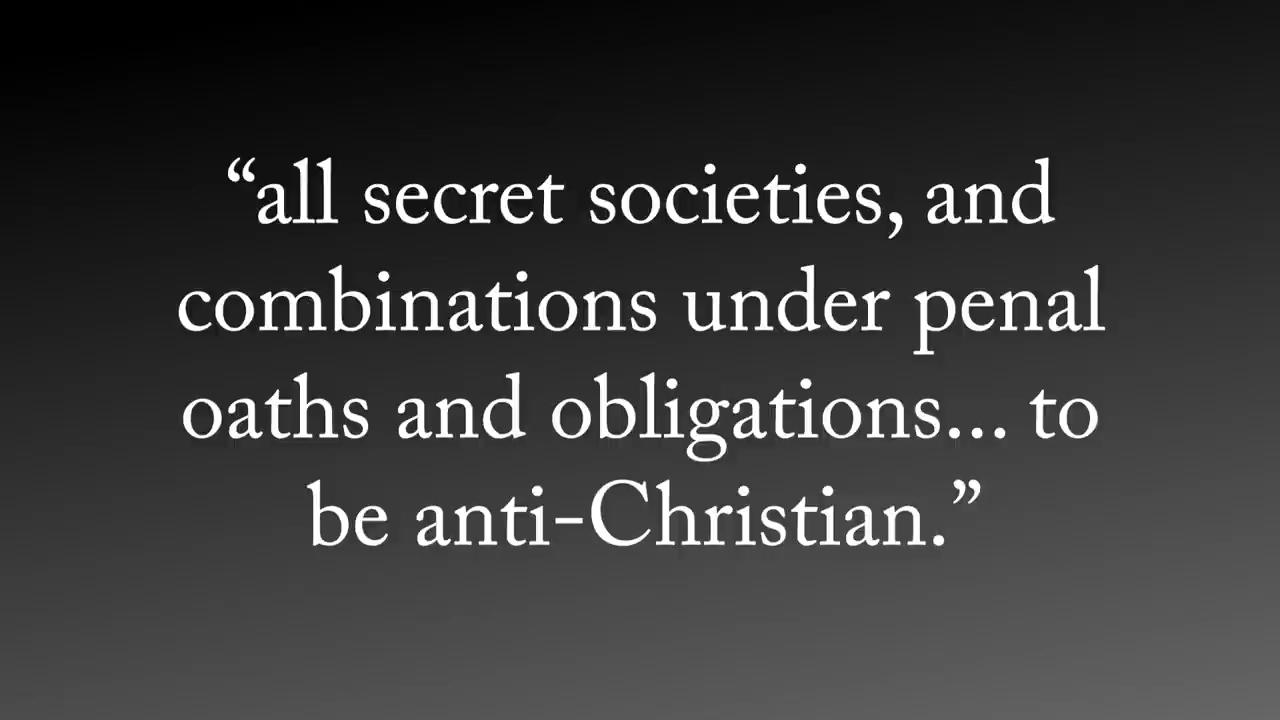 “all secret societies, and
combinations under penal
oaths and obligations... to
be anti-Christian.”